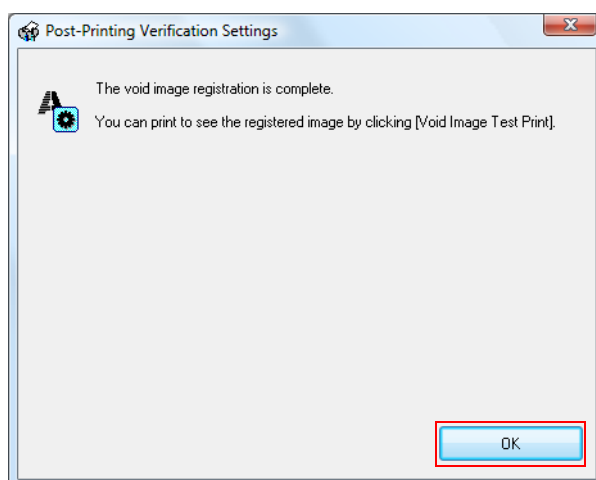 Post-Printing Verification Settings
The void image registration is complete.
You can print to see the registered image by clicking [Void Image Test Print].
OK